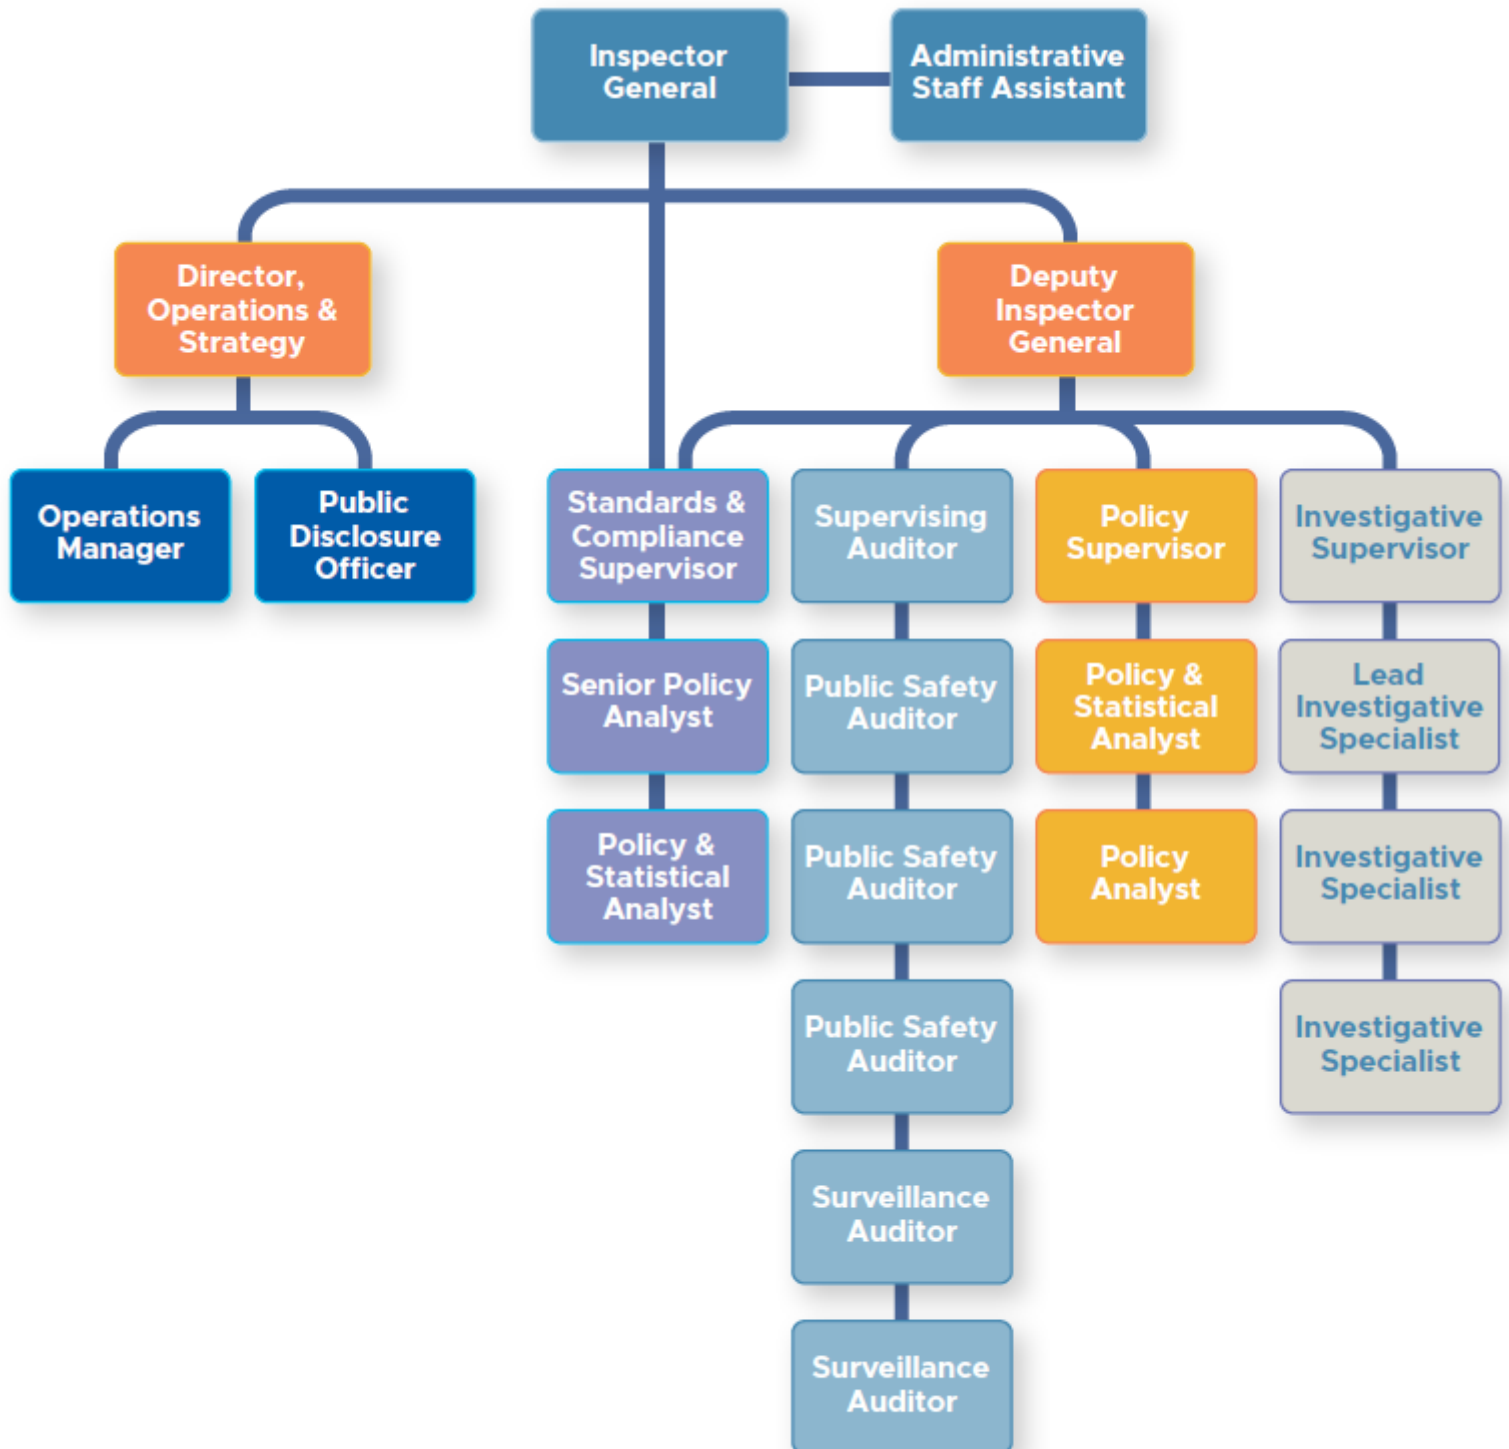 Inspector
General
Administrative
Staff Assistant
Director,
Operations &
Strategy
Deputy
Inspector
General
Operations
Manager
Public
Disclosure
Officer
Standards &
Compliance
Supervisor
Supervising
Auditor
Policy
Supervisor
Investigative
Supervisor
Senior Policy
Analyst
Public Safety
Auditor
Policy &
Statistical
Analyst
Lead
Investigative
Specialist
Policy &
Statistical
Analyst
Public Safety
Auditor
Policy
Analyst
Investigative
Specialist
Public Safety
Auditor
Investigative
Specialist
Surveillance
Auditor
Surveillance
Auditor